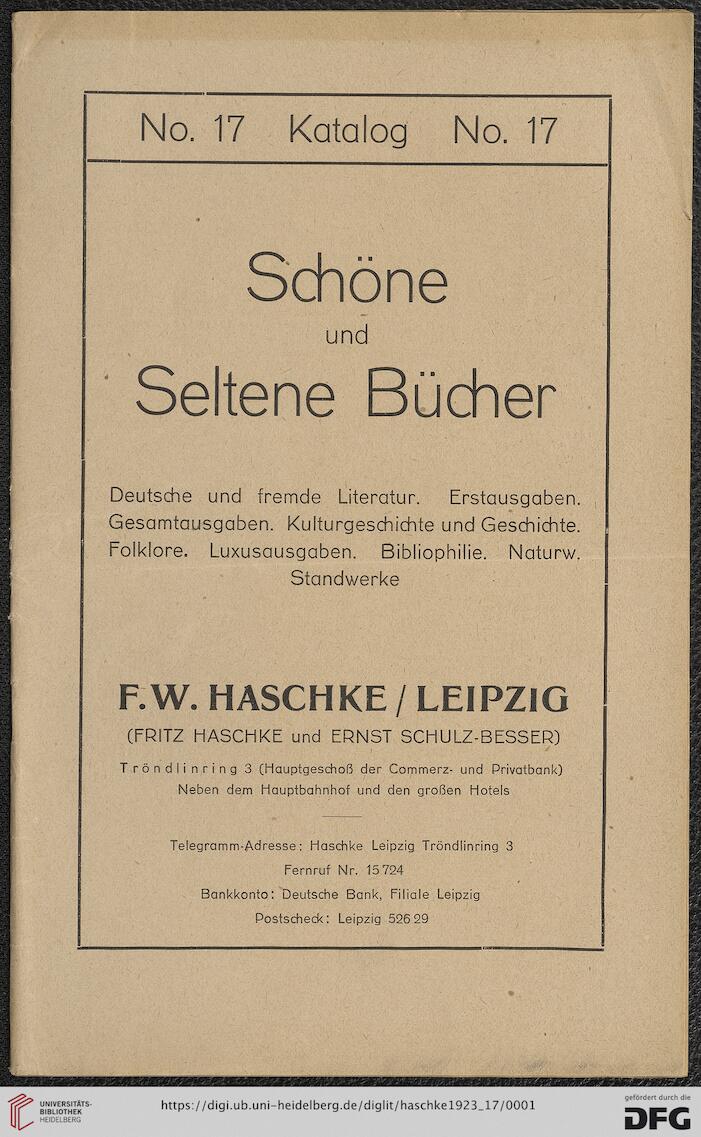 No. 17 Katalog No. 17
Schöne
und
Seltene Bücher
Deutsche und fremde Literatur. Erstausgaben.
Gesamtausgaben. Kulturgeschichte und Geschichte.
Folklore. Luxusausgaben. Bibliophilie. Naturw.
Standwerke
F. W. HASCHKE / LEIPZIG
(FRITZ HASCHKE und ERNST SCHULZ-BESSER)
Tröndlinring 3 (Hauptgeschoß der Commerz- und Privatbank)
Neben dem Hauptbahnhof und den großen Hotels
Telegramm-Adresse: Haschke Leipzig Tröndlinring 3
Fernruf Nr. 15724
Bankkonto: Deutsche Bank, Filiale Leipzig
Postscheck: Leipzig 52629
UNIVERSITÄTS-
BIBLIOTHEK
HEIDELBERG
https://digi.ub.uni-heidelberg.de/diglit/haschke1923_17/0001
gefördert durch die
DFG